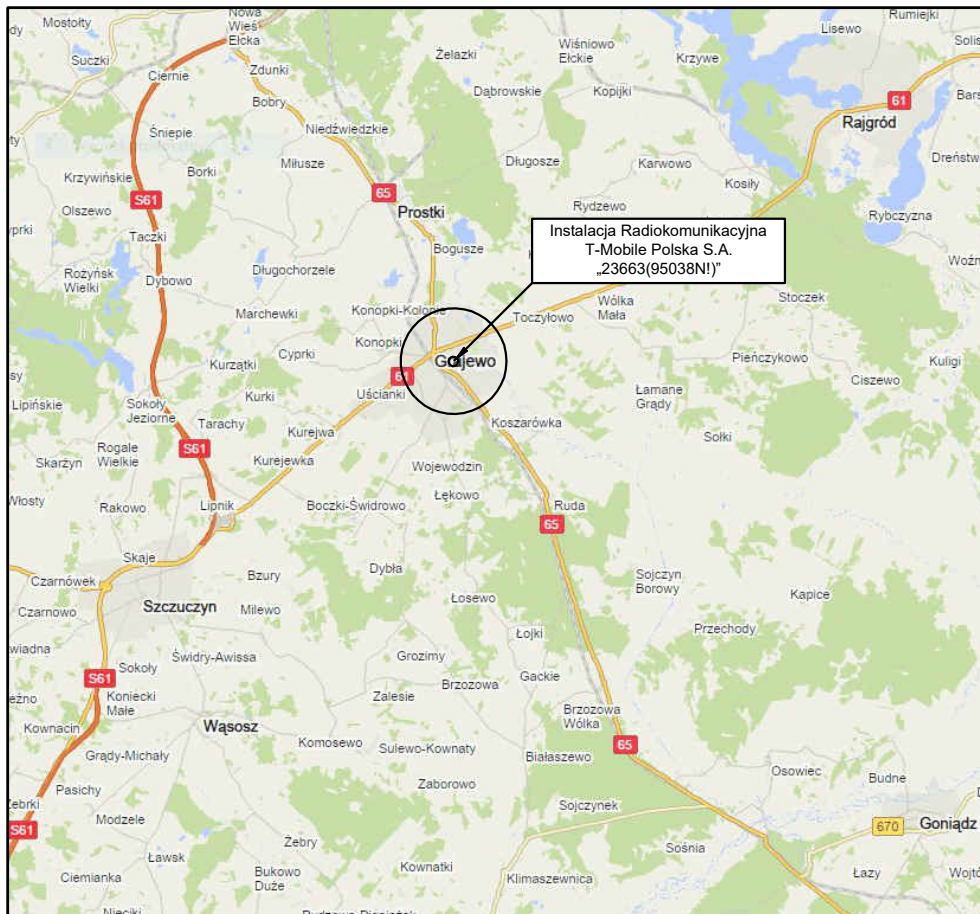 Mostołty
Nowa
Wieś
Ełcka
Rumiejki
Lisewo
Suczki
Żelazki
Wiśniowo
Ełckie
Krzywe
Ciernie
Zdunki
Dąbrowskie
Kopijki
61
Bobry
Rajgród
Śniepie
Niedźwiedzkie
Długosze
Karwowo
Krzywińskie
Borki
Miłusze
Kosiły
S61
65
Olszewo
Prostki
Rydzewo
Rybczyzna
Taczki
Bogusze
Instalacja Radiokomunikacyjna
T-Mobile Polska S.A.
„23663(95038N!)”
Rożyńsk
Wielki
Dybowo
Długochorzele
Stoczek
Marchewki
Konopki-Kolonie
Toczyłowo
Wólka
Mała
Konopki
Cyprki
Kurzątki
Grajewo
Pieńczykowo
Kuligi
61
Ciszewo
Lipińskie
Kurki
Uścianki
Łamane
Grądy
Sokoły
Jeziorne
Tarachy
Koszarówka
Kurejwa
Sołki
Rogale
Wielkie
S61
Skarżyn
Kurejewka
Wojewodzin
Łękowo
Włosty
Rakowo
Lipnik
Boczki-Świdrowo
Ruda
65
Skaje
Czarnówek
Bzury
Dybła
Sojczyn
Borowy
Czarnowo
Szczuczyn
Milewo
Łosewo
Kapice
Łojki
Przechody
Świdry-Awissa
Grozimy
Sokoły
S61
Gackie
Brzozowa
Koniecki
Małe
Zalesie
Brzozowa
Wólka
Kownacin
Wąsosz
Komosewo
Sulewo-Kownaty
65
Grądy-Michały
Białaszewo
Osowiec
Budne
Pasichy
Zaborowo
Sojczynek
S61
Modzele
670
Goniądz
Żebry
Sośnia
Ławsk
Kownatki
Ciemianka
Bukowo
Duże
Klimaszewnica
Łazy